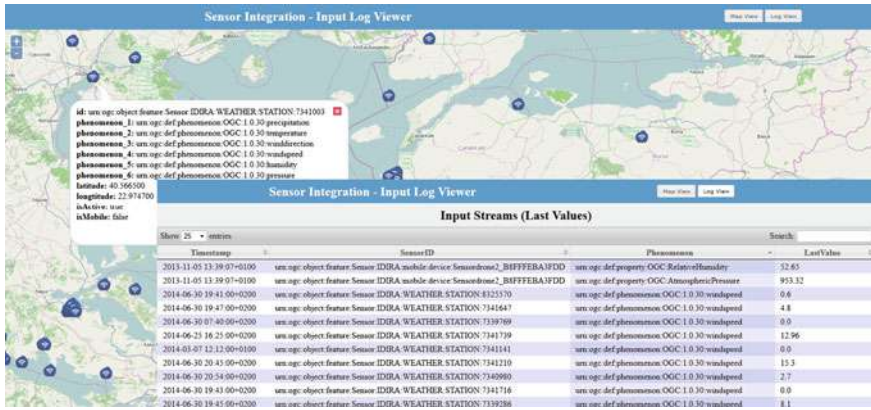 Sensor Integration - Input Log Viewer
Map View Log View
id: urn:ogc:object:feature:Sensor:IDIRA:WEATHER:STATION:7341003
phenomenon_1: urn:ogc:def:phenomenon:OGC:1.0.30:precipitation
phenomenon_2: urn:ogc:def:phenomenon:OGC:1.0.30:temperature
phenomenon_3: urn:ogc:def:phenomenon:OGC:1.0.30:winddirection
phenomenon_4: urn:ogc:def:phenomenon:OGC:1.0.30:windspeed
phenomenon_5: urn:ogc:def:phenomenon:OGC:1.0.30:humidity
phenomenon_6: urn:ogc:def:phenomenon:OGC:1.0.30:pressure
latitude: 40.566500
longtitude: 22.974700
isActive: true
isMobile: false
Sensor Integration - Input Log Viewer
Map View Log View
Input Streams (Last Values)
Show 25 entries Search:
Timestamp SensorID Phenomenon LastValue
2013-11-05 13:39:07+0100 urn:ogc:object:feature:Sensor:IDIRA:mobile:device:Sensordrone2_B8FFFEBA3FDD urn:ogc:def:property:OGC:RelativeHumidity 52.65
2013-11-05 13:39:07+0100 urn:ogc:object:feature:Sensor:IDIRA:mobile:device:Sensordrone2_B8FFFEBA3FDD urn:ogc:def:property:OGC:AtmosphericPressure 953.32
2014-06-30 19:41:00+0200 urn:ogc:object:feature:Sensor:IDIRA:WEATHER:STATION:8325570 urn:ogc:def:phenomenon:OGC:1.0.30:windspeed 0.6
2014-06-30 19:47:00+0200 urn:ogc:object:feature:Sensor:IDIRA:WEATHER:STATION:7341647 urn:ogc:def:phenomenon:OGC:1.0.30:windspeed 4.8
2014-06-30 07:40:00+0200 urn:ogc:object:feature:Sensor:IDIRA:WEATHER:STATION:7339769 urn:ogc:def:phenomenon:OGC:1.0.30:windspeed 0.0
2014-06-25 16:25:00+0200 urn:ogc:object:feature:Sensor:IDIRA:WEATHER:STATION:7341739 urn:ogc:def:phenomenon:OGC:1.0.30:windspeed 12.96
2014-03-07 12:12:00+0100 urn:ogc:object:feature:Sensor:IDIRA:WEATHER:STATION:7341141 urn:ogc:def:phenomenon:OGC:1.0.30:windspeed 0.0
2014-06-30 20:45:00+0200 urn:ogc:object:feature:Sensor:IDIRA:WEATHER:STATION:7341210 urn:ogc:def:phenomenon:OGC:1.0.30:windspeed 15.3
2014-06-30 20:54:00+0200 urn:ogc:object:feature:Sensor:IDIRA:WEATHER:STATION:7340980 urn:ogc:def:phenomenon:OGC:1.0.30:windspeed 2.7
2014-06-30 19:43:00+0200 urn:ogc:object:feature:Sensor:IDIRA:WEATHER:STATION:7341716 urn:ogc:def:phenomenon:OGC:1.0.30:windspeed 0.0
2014-06-30 19:45:00+0200 urn:ogc:object:feature:Sensor:IDIRA:WEATHER:STATION:7339286 urn:ogc:def:phenomenon:OGC:1.0.30:windspeed 8.1